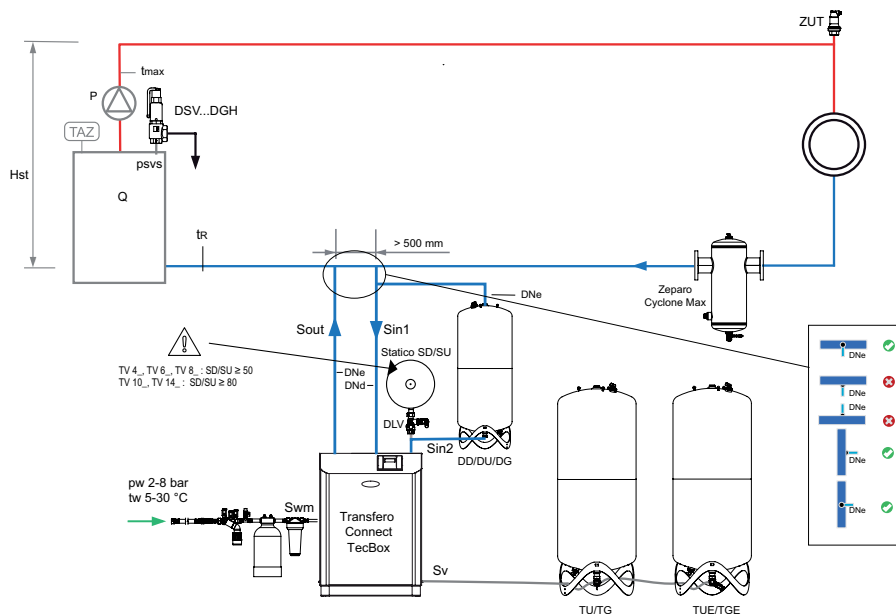 ZUT
tmax
P
DSV...DGH
TAZ
psvs
Hst
Q
tR
> 500 mm
DNe
Zeparo
Cyclone Max
Sout
Sin1
Statico SD/SU
TV 4_, TV 6_, TV 8_ : SD/SU ≥ 50
TV 10_, TV 14_ : SD/SU ≥ 80
DNe
DNd
DLV
Sin2
DD/DU/DG
DNe
DNe
DNe
DNe
DNe
pw 2-8 bar
tw 5-30 °C
Swm
Transfero
Connect
TecBox
Sv
TU/TG
TUE/TGE